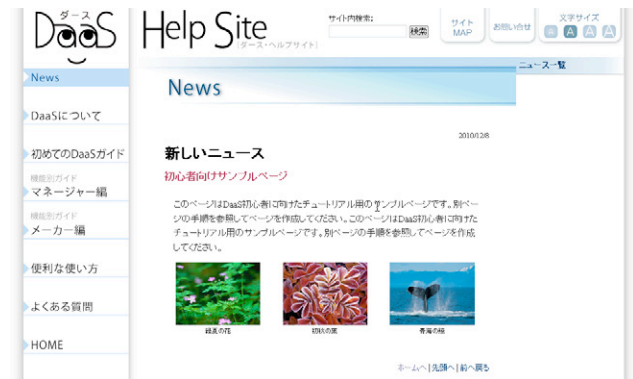 ダース
DaaS
Help Site
(ダース・ヘルプサイト)
サイト内検索:
検索
サイト
MAP
お問い合せ
文字サイズ
A A A A
News
DaaSについて
初めてのDaaSガイド
機能別ガイド
マネージャー編
機能別ガイド
メーカー編
便利な使い方
よくある質問
HOME
ニュース一覧
News
2010/12/8
新しいニュース
初心者向けサンプルページ
このページはDaaS初心者に向けたチュートリアル用のサンプルページです。別ペー
ジの手順を参照してページを作成してください。このページはDaaS初心者に向けた
チュートリアル用のサンプルページです。別ページの手順を参照してページを作成
してください。
初秋の葉
青海の鯨
ホームへ|先頭へ|前へ戻る